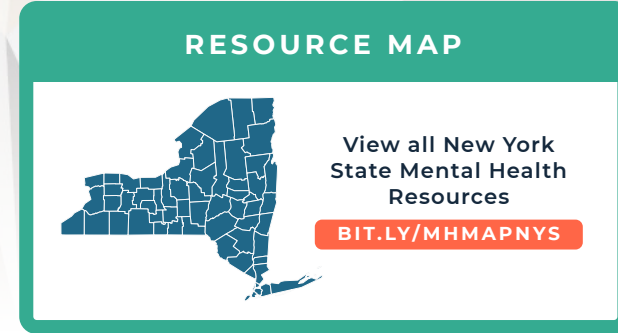 RESOURCE MAP
View all New York
State Mental Health
Resources
BIT.LY/MHMAPNYS